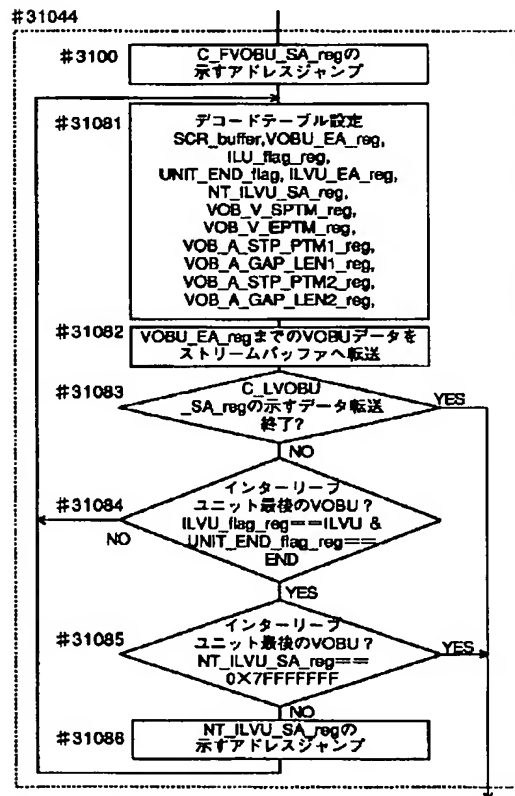 #31044
#3100
C_FVOBU_SA_regの
示すアドレスジャンプ
#31081
デコードテーブル設定
SCR_buffer,VOBU_EA_reg,
ILU_flag_reg,
UNIT_END_flag,ILVU_EA_reg,
NT_ILVU_SA_reg,
VOB_V_SPTM_reg,
VOB_V_EPTM_reg,
VOB_A_STP_PTM1_reg,
VOB_A_GAP_LEN1_reg,
VOB_A_STP_PTM2_reg,
VOB_A_GAP_LEN2_reg,
#31082
VOBU_EA_regまでのVOBUデータを
ストリームバッファへ転送
#31083
C_LVOBU
_SA_regの示すデータ転送
終了?
YES
NO
#31084
インターリーブ
ユニット最後のVOBU?
ILVU_flag_reg==ILVU &
UNIT_END_flag_reg==
END
NO
YES
#31085
インターリーブ
ユニット最後のVOBU?
NT_ILVU_SA_reg==
0×7FFFFFFF
YES
NO
#31086
NT_ILVU_SA_regの
示すアドレスジャンプ